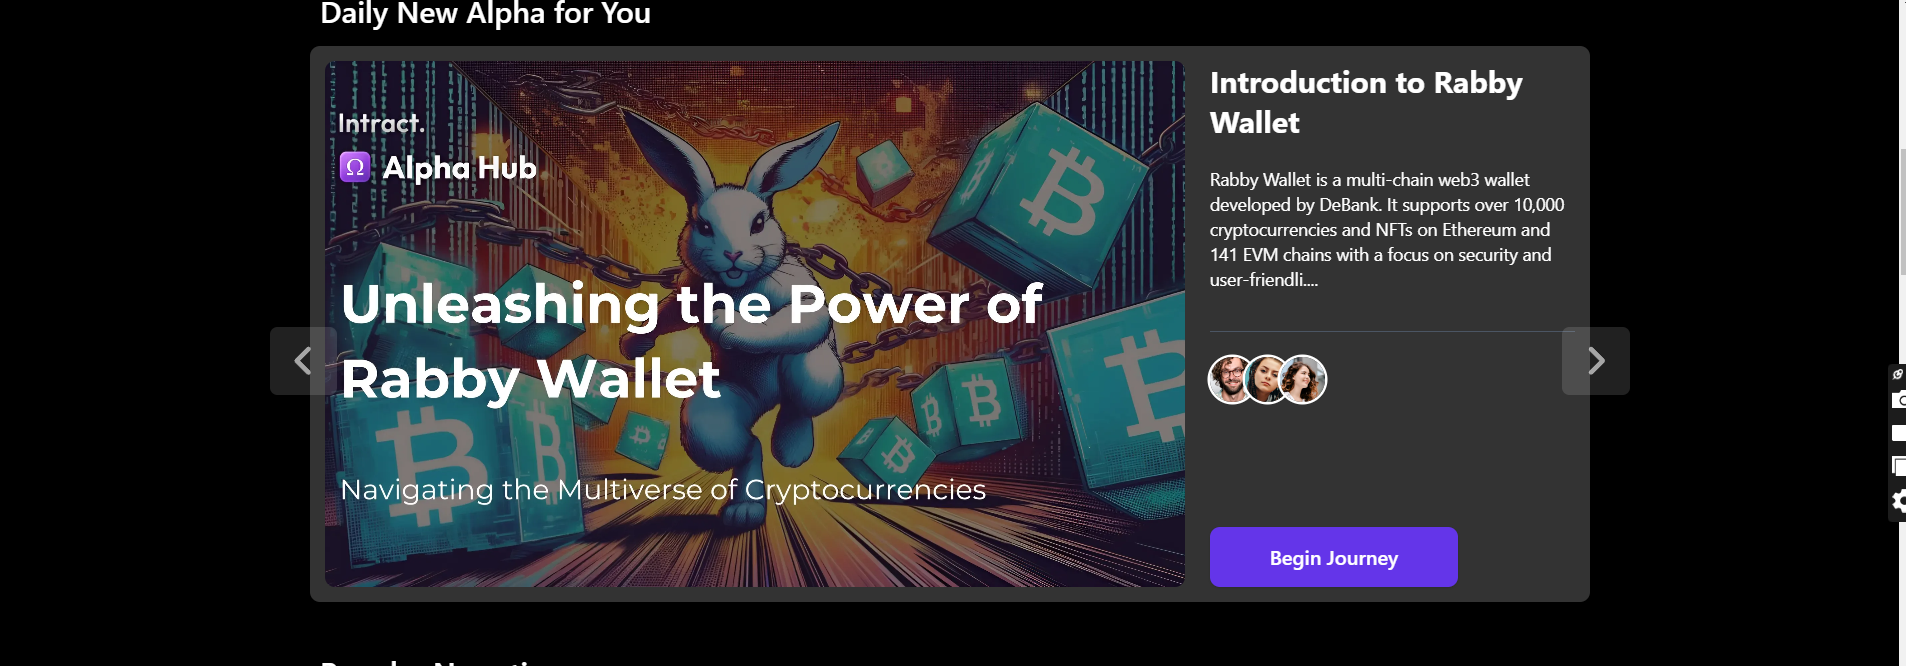 Daily New Alpha for You
Intract.
Alpha Hub
Unleashing the Power of
Rabby Wallet
Navigating the Multiverse of Cryptocurrencies
Introduction to Rabby
Wallet
Rabby Wallet is a multi-chain web3 wallet
developed by DeBank. It supports over 10,000
cryptocurrencies and NFTs on Ethereum and
141 EVM chains with a focus on security and
user-friendli....
Begin Journey